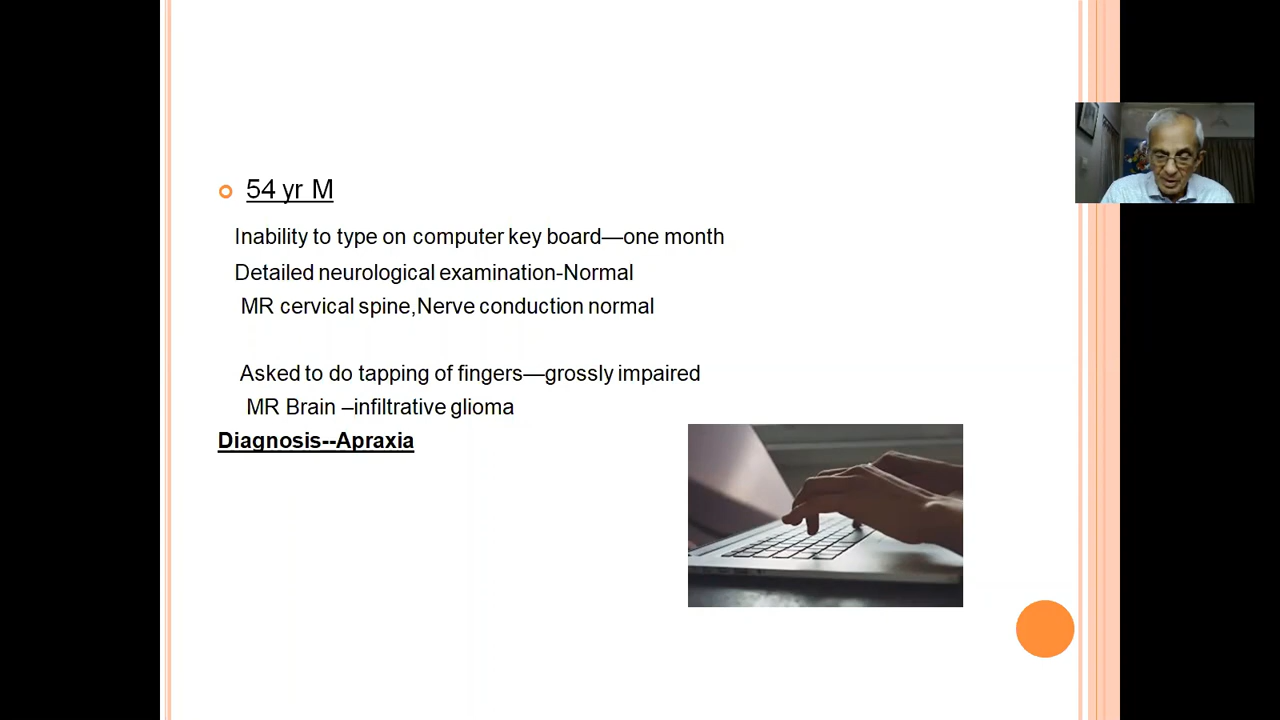 54 yr M
Inability to type on computer key board—one month
Detailed neurological examination-Normal
MR cervical spine,Nerve conduction normal
Asked to do tapping of fingers—grossly impaired
MR Brain –infiltrative glioma
Diagnosis--Apraxia